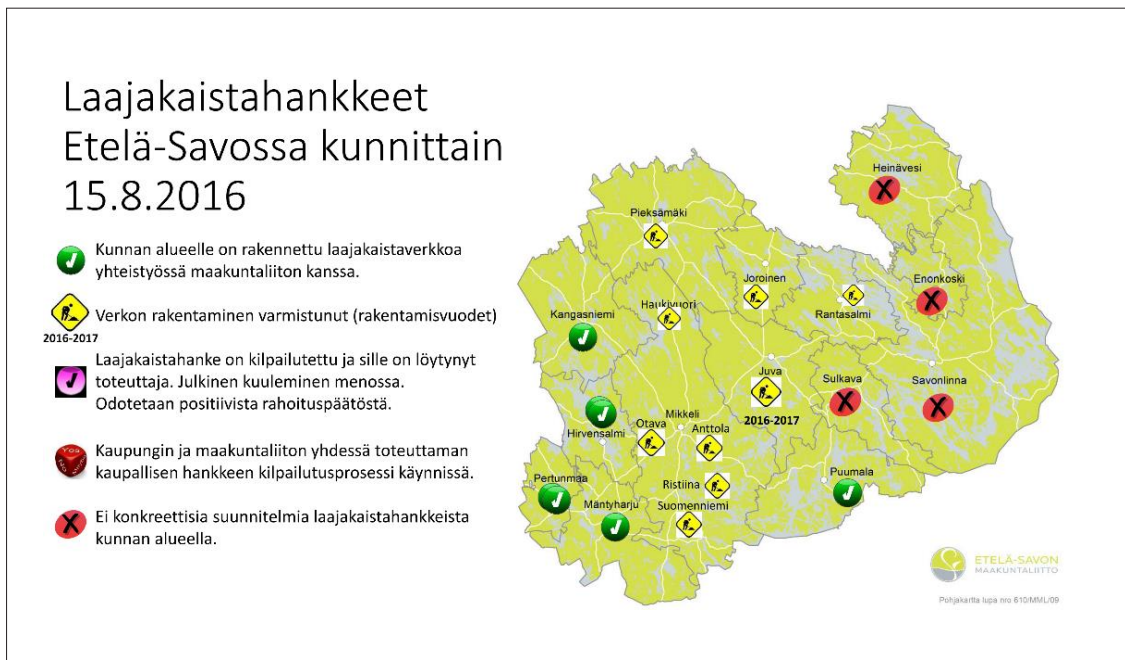 Laajakaistahankkeet
Etelä-Savossa kunnittain
15.8.2016
Kunnan alueelle on rakennettu laajakaistaverkkoa
yhteistyössä maakuntaliiton kanssa.
Verkon rakentaminen varmistunut (rakentamisvuodet)
2016-2017
Laajakaistahanke on kilpailutettu ja sille on löytynyt
toteuttaja. Julkinen kuuleminen menossa.
Odotetaan positiivista rahoituspäätöstä.
Kaupungin ja maakuntaliiton yhdessä toteuttaman
kaupallisen hankkeen kilpailutusprosessi käynnissä.
Ei konkreettisia suunnitelmia laajakaistahankkeista
kunnan alueella.
Heinävesi
Pieksämäki
Joroinen
Enonkoski
Haukivuori
Rantasalmi
Kangasniemi
Juva
Sulkava
Savonlinna
2016-2017
Mikkeli
Otava
Anttola
Hirvensalmi
Puumala
Pertunmaa
Ristiina
Mäntyharju
Suomenniemi
ETELÄ-SAVON
MAAKUNTALIITTO
Pohjakartta lupa nro 610/MML/09